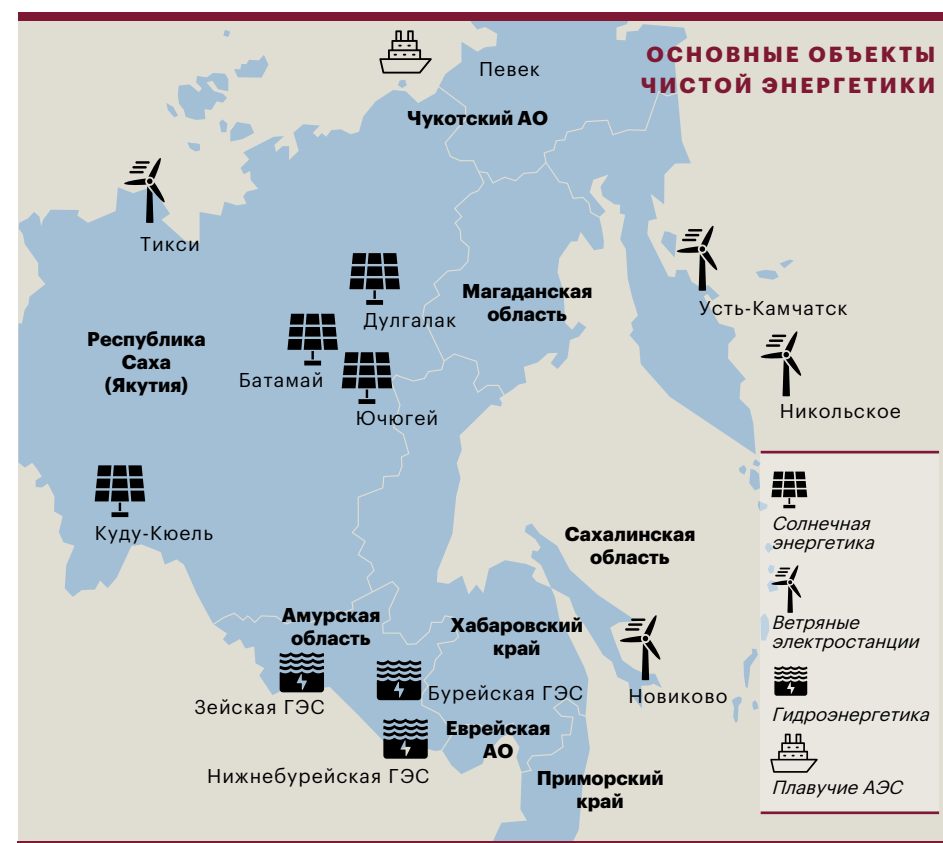 ОСНОВНЫЕ ОБЪЕКТЫ
ЧИСТОЙ ЭНЕРГЕТИКИ
Певек
Чукотский АО
Тикси
Дулгалак
Магаданская
область
Усть-Камчатск
Республика
Саха
(Якутия)
Батамай
Ючюгей
Никольское
Куду-Кюель
Сахалинская
область
Амурская
область
Хабаровский
край
Зейская ГЭС
Бурейская ГЭС
Новиково
Еврейская
АО
Нижнебурейская ГЭС
Приморский
край
Солнечная
энергетика
Ветряные
электростанции
Гидроэнергетика
Плавучие АЭС